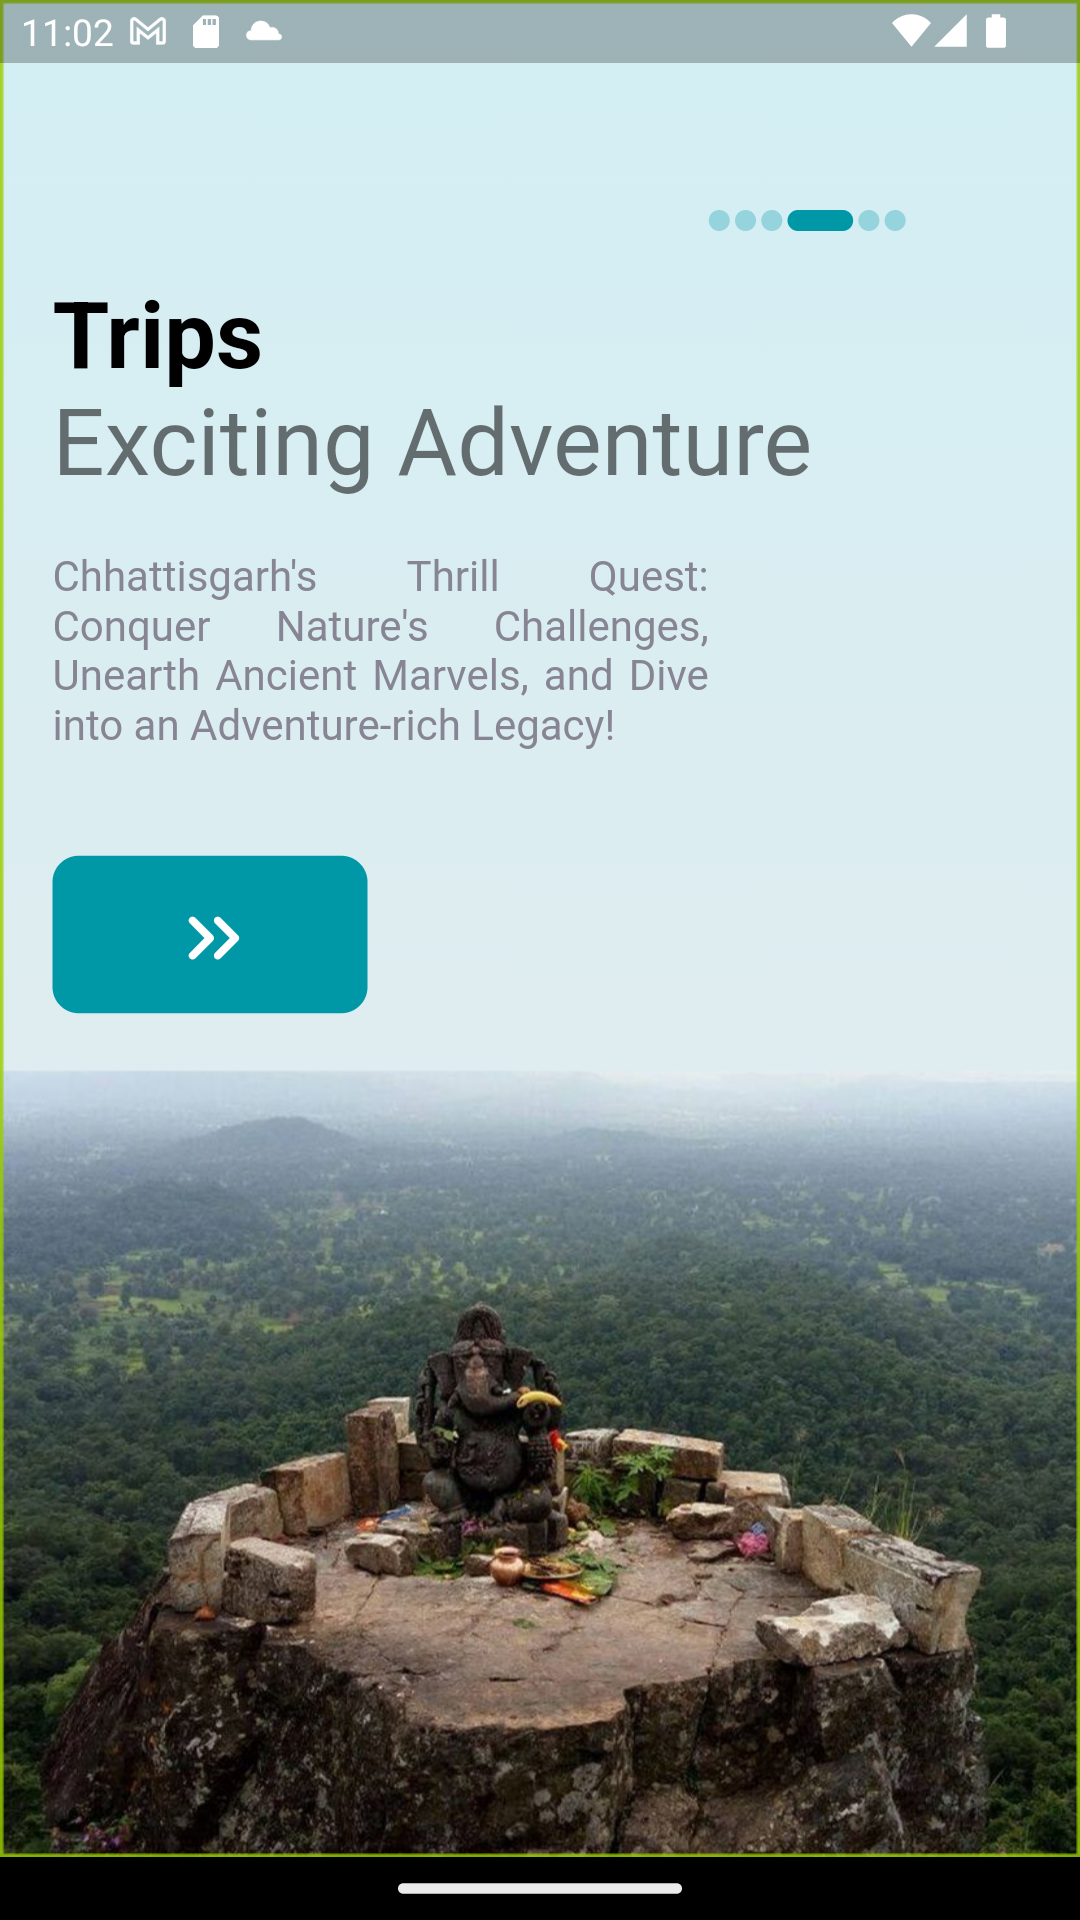 11:02
Trips
Exciting Adventure
Chhattisgarh's Thrill Quest:
Conquer Nature's Challenges,
Unearth Ancient Marvels, and Dive
into an Adventure-rich Legacy!